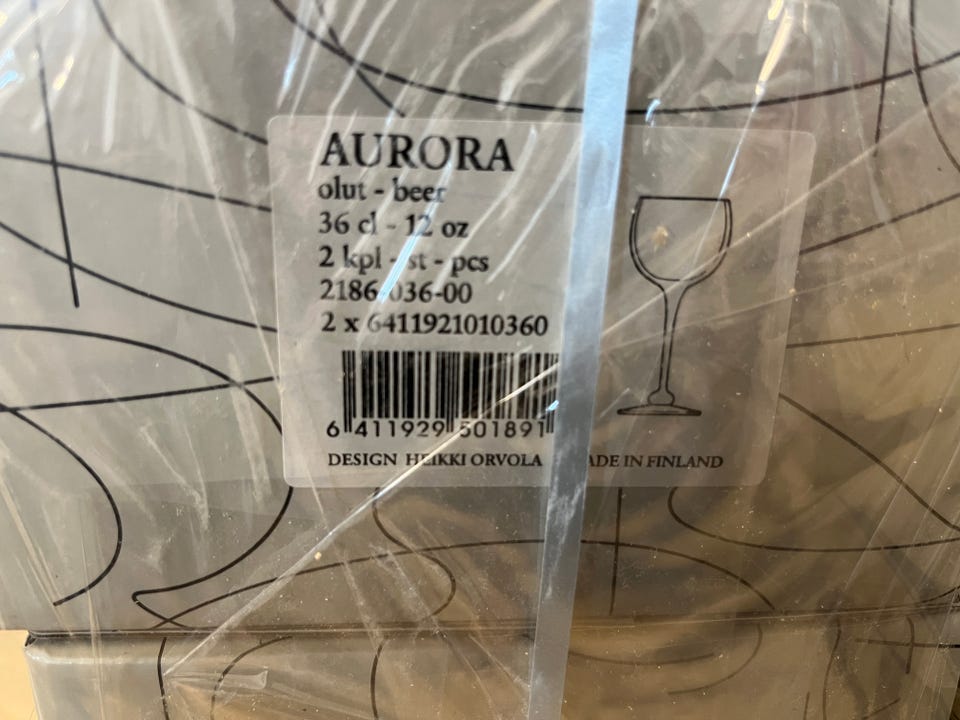 AURORA
olut - beer
36 cl - 12 oz
2 kpl - st - pcs
2186-036-00
2 x 6411921010360
6 411929 501891
DESIGN HEIKKI ORVOLA
ADE IN FINLAND